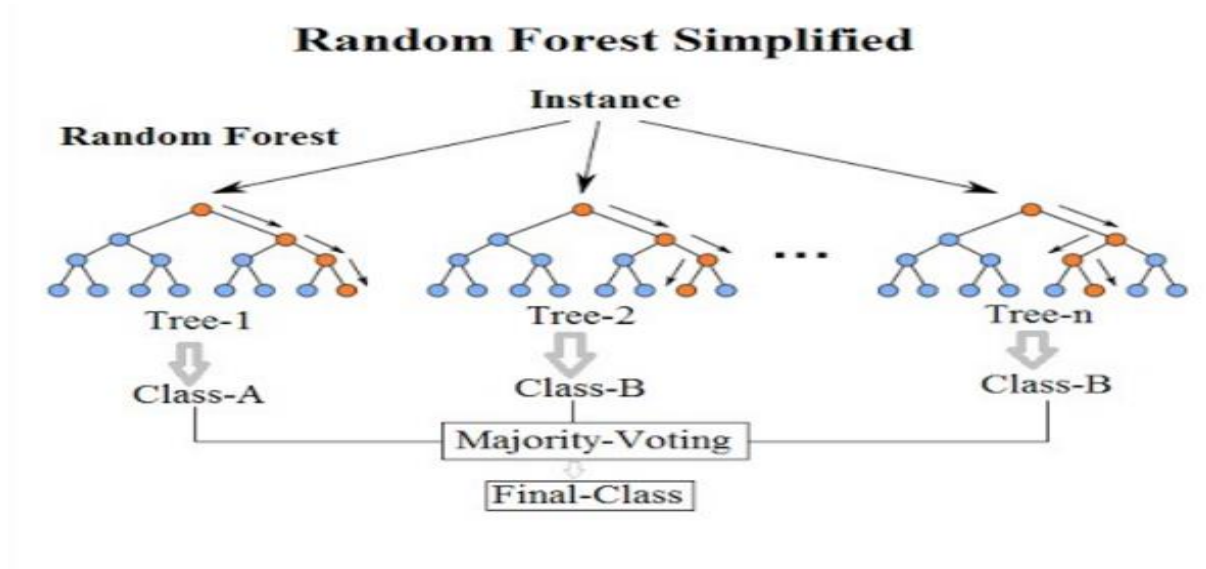 Random Forest Simplified
Instance
Random Forest
...
Tree-1
Tree-2
Tree-n
Class-A
Class-B
Class-B
Majority-Voting
Final-Class